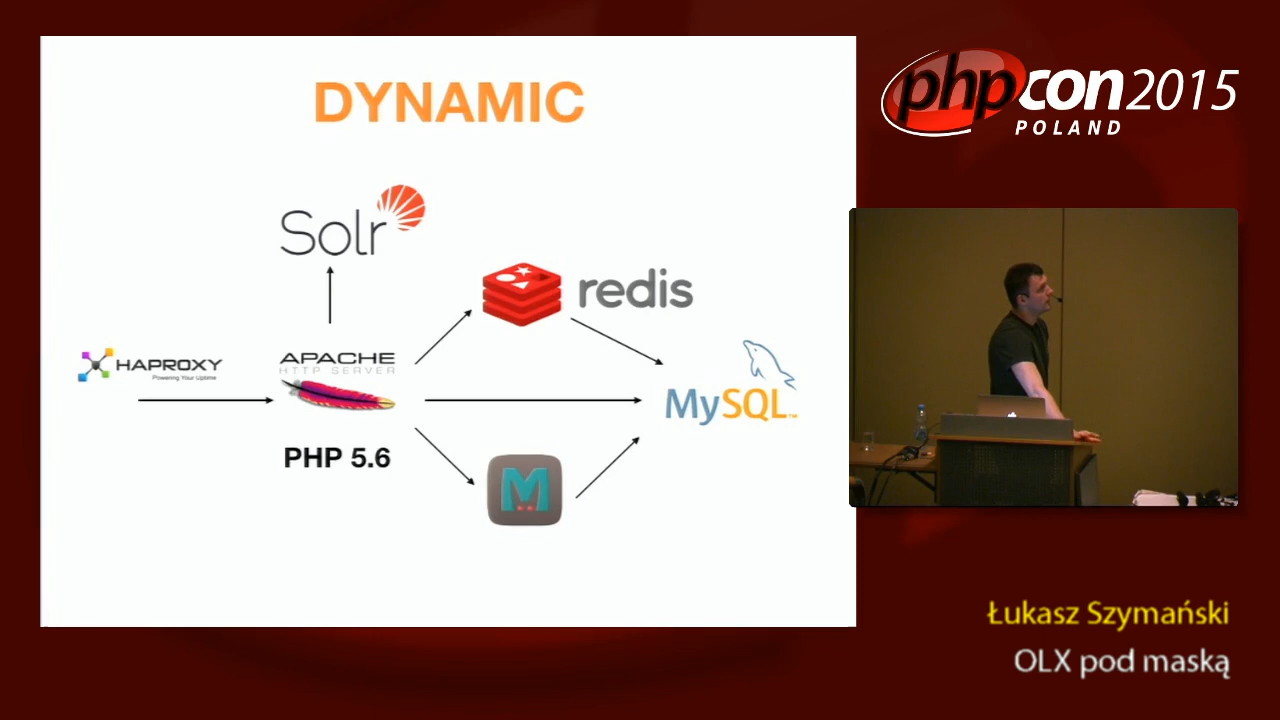 DYNAMIC
Solr
redis
HAPROXY
Powering Your Uptime
APACHE
HTTP SERVER
MySQL™
PHP 5.6
M
phpcon2015
POLAND
Łukasz Szymański
OLX pod maską